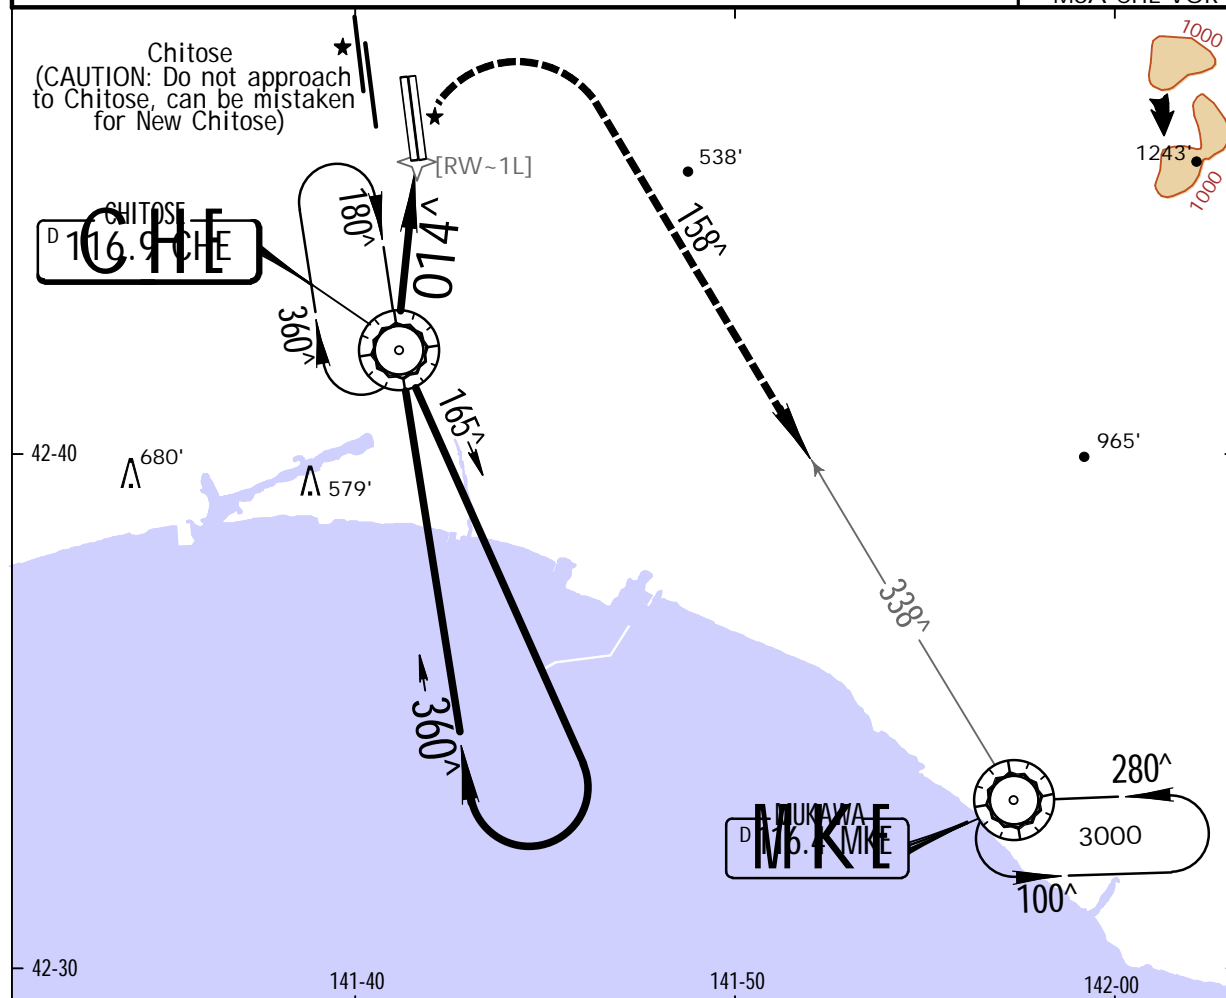 MSA CHE VOR
Chitose
(CAUTION: Do not approach
to Chitose, can be mistaken
for New Chitose)
1000
538'
1243'
[RW~1L]
1000
180^
CHITOSE
D 116.9 CHE
CHE
014^
158^
360^
165^
42-40
680'
579'
965'
338^
360^
280^
MUKAWA
D 116.4 MKE
MKE
3000
100^
42-30
141-40
141-50
142-00